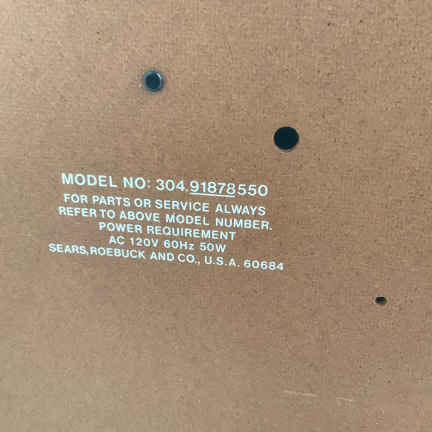 MODEL NO: 304.91878550
FOR PARTS OR SERVICE ALWAYS
REFER TO ABOVE MODEL NUMBER.
POWER REQUIREMENT
AC 120V 60Hz 50W
SEARS, ROEBUCK AND CO., U.S.A. 60684